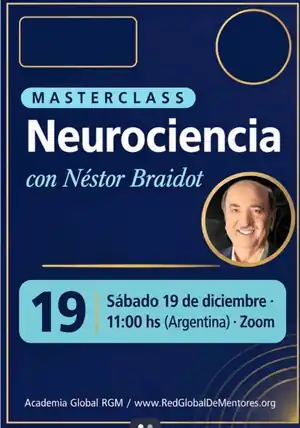 MASTERCLASS
Neurociencia
con Néstor Braidot
19
Sábado 19 de diciembre ·
11:00 hs (Argentina) · Zoom
Academia Global RGM / www.RedGlobalDeMentores.org